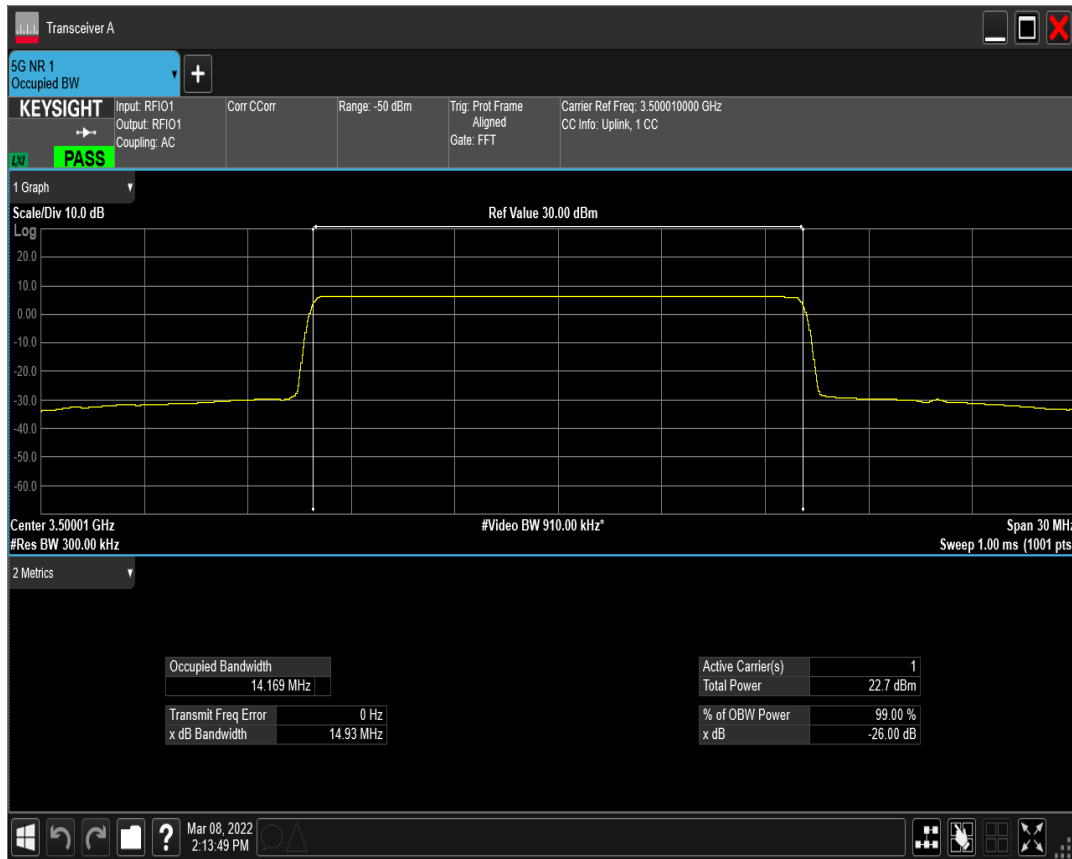 Transceiver A
5G NR 1
Occupied BW
+
KEYSIGHT
LXI
PASS
Input: RFIO1
Output: RFIO1
Coupling: AC
Corr CCorr
Range: -50 dBm
Trig: Prot Frame
Aligned
Gate: FFT
Carrier Ref Freq: 3.500010000 GHz
CC Info: Uplink, 1 CC
1 Graph
Scale/Div 10.0 dB
Ref Value 30.00 dBm
Log
20.0
10.0
0.00
-10.0
-20.0
-30.0
-40.0
-50.0
-60.0
Center 3.50001 GHz
#Video BW 910.00 kHz*
Span 30 MHz
#Res BW 300.00 kHz
Sweep 1.00 ms (1001 pts
2 Metrics
Occupied Bandwidth
14.169 MHz
Transmit Freq Error 0 Hz
x dB Bandwidth 14.93 MHz
Active Carrier(s) 1
Total Power 22.7 dBm
% of OBW Power 99.00 %
x dB -26.00 dB
?
Mar 08, 2022
2:13:49 PM